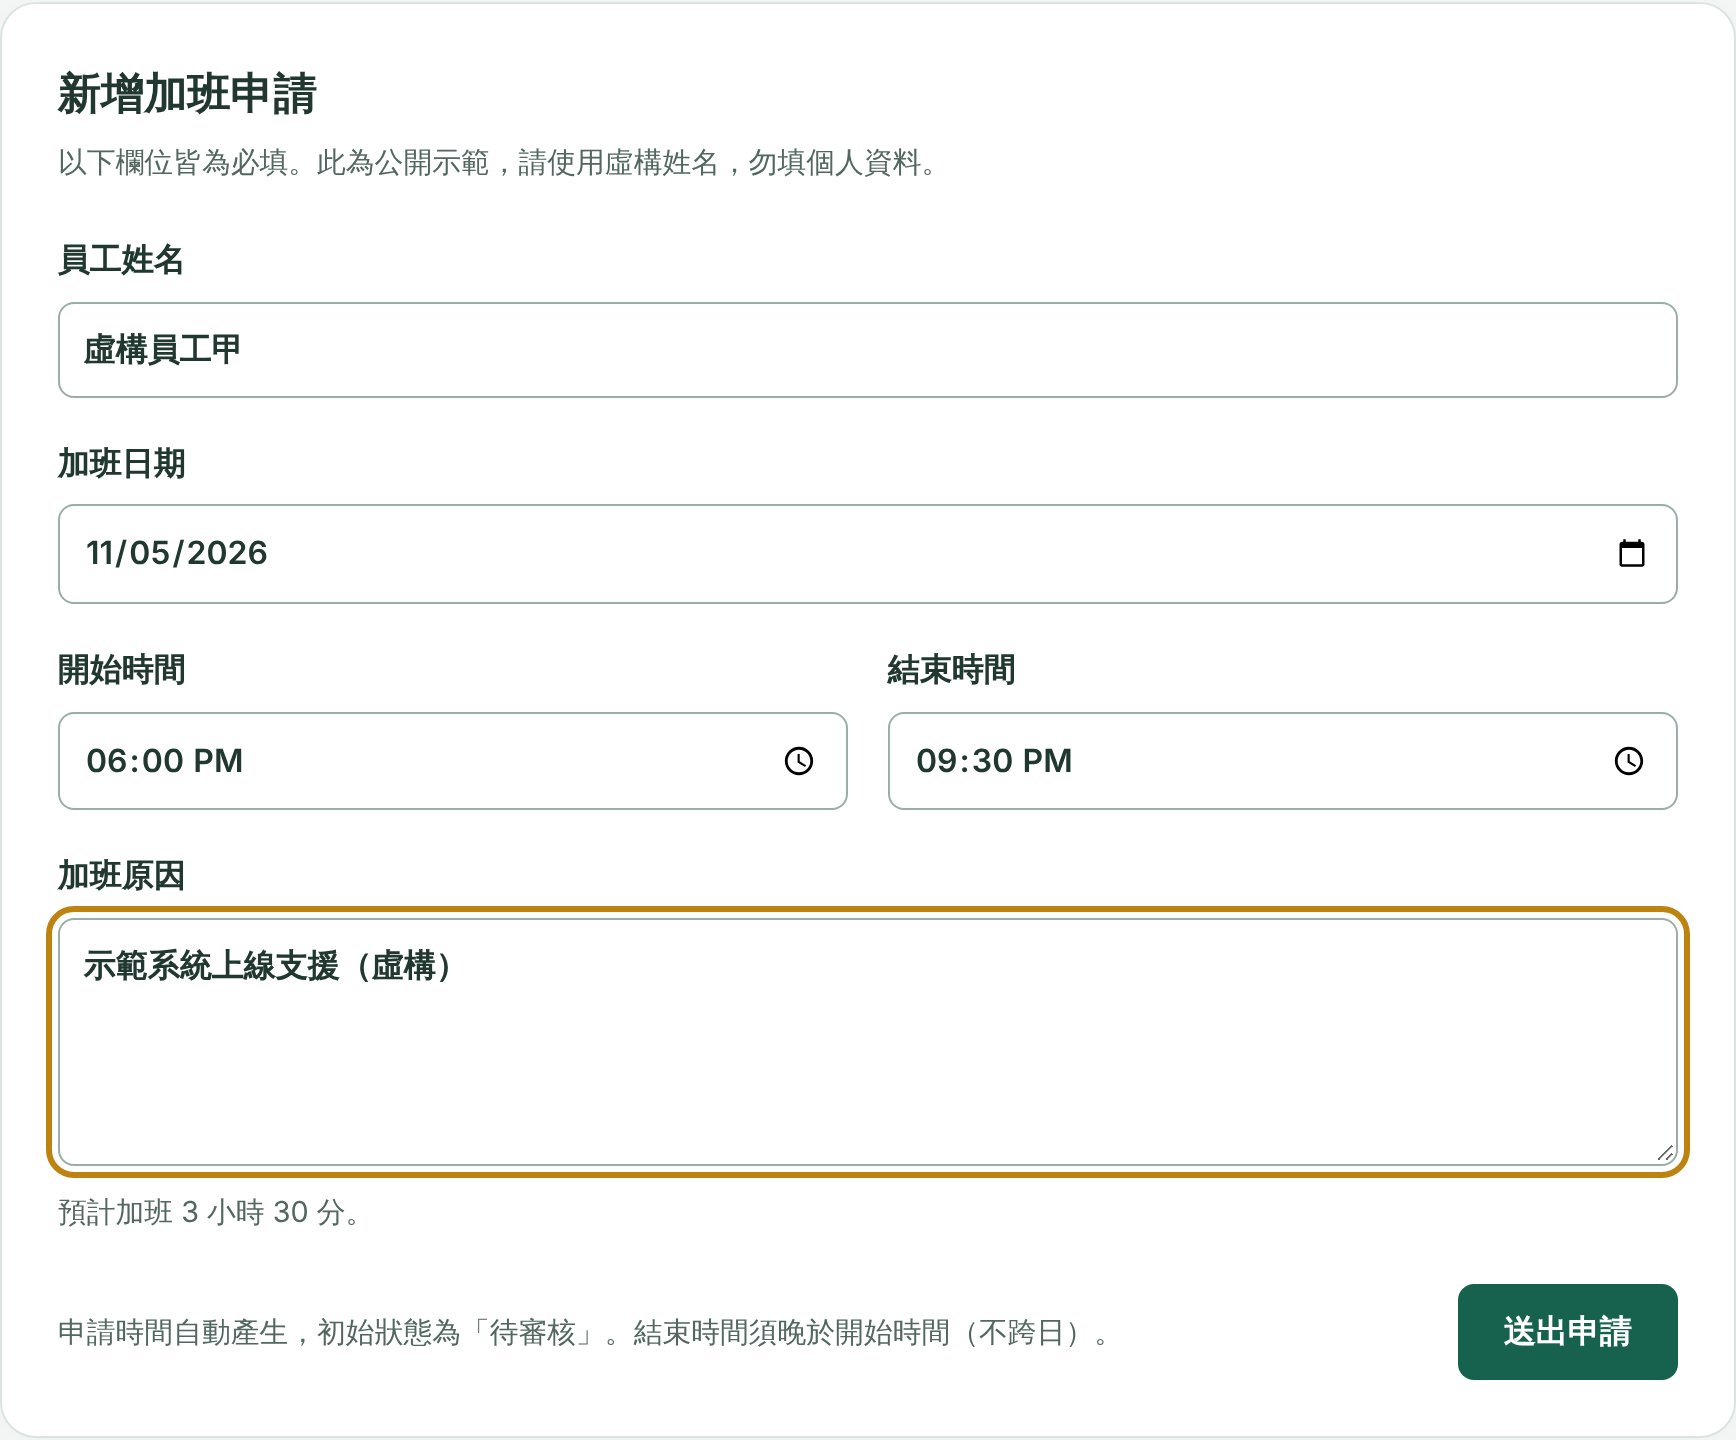 新增加班申請
以下欄位皆為必填。此為公開示範，請使用虛構姓名，勿填個人資料。
員工姓名
虛構員工甲
加班日期
11/05/2026
開始時間
結束時間
06:00 PM
09:30 PM
加班原因
示範系統上線支援（虛構）
預計加班 3 小時 30 分。
申請時間自動產生，初始狀態為「待審核」。結束時間須晚於開始時間（不跨日）。
送出申請